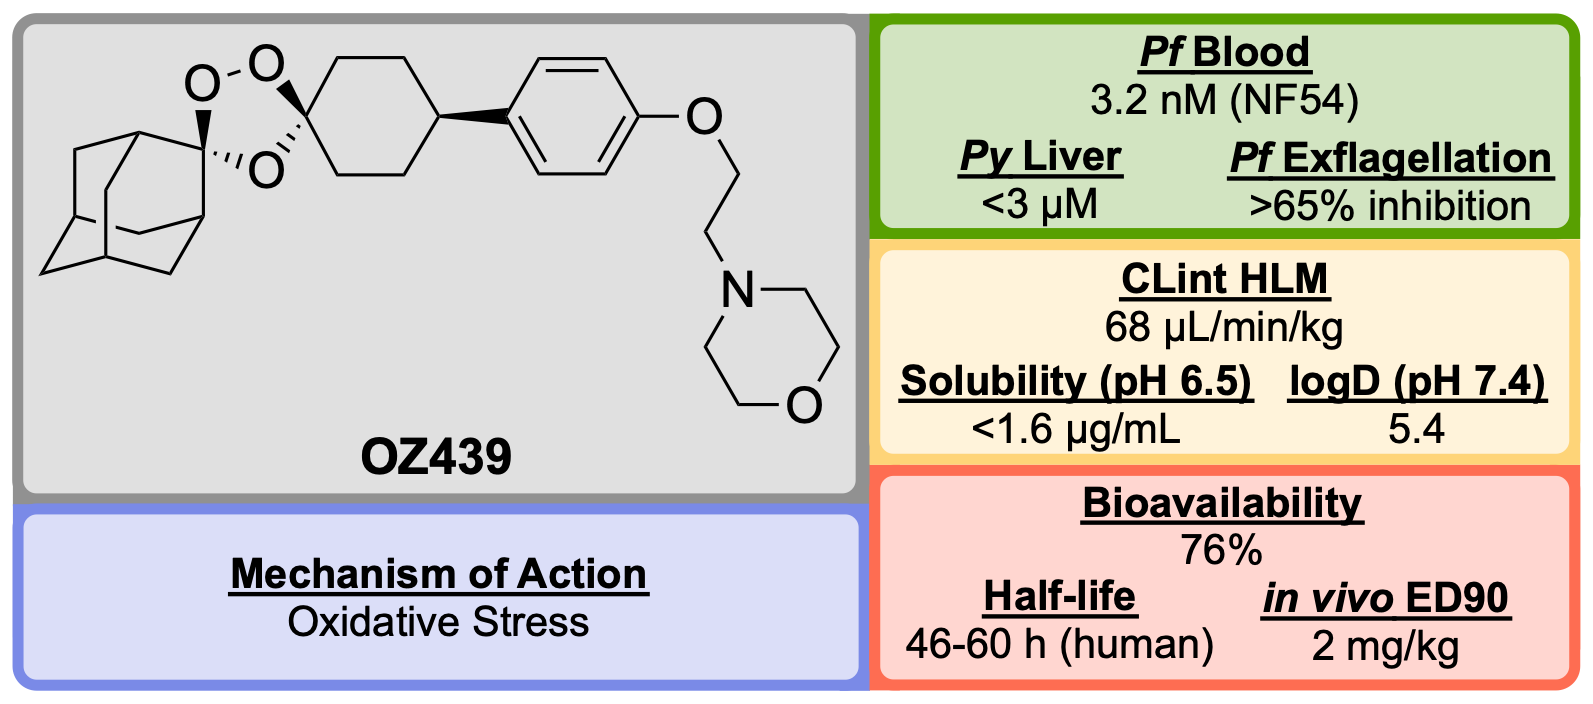 O
O
O
O
N
O
OZ439
Mechanism of Action
Oxidative Stress
Pf Blood
3.2 nM (NF54)
Py Liver
<3 µM
Pf Exflagellation
>65% inhibition
CLint HLM
68 µL/min/kg
Solubility (pH 6.5)
<1.6 µg/mL
logD (pH 7.4)
5.4
Bioavailability
76%
Half-life
46-60 h (human)
in vivo ED90
2 mg/kg